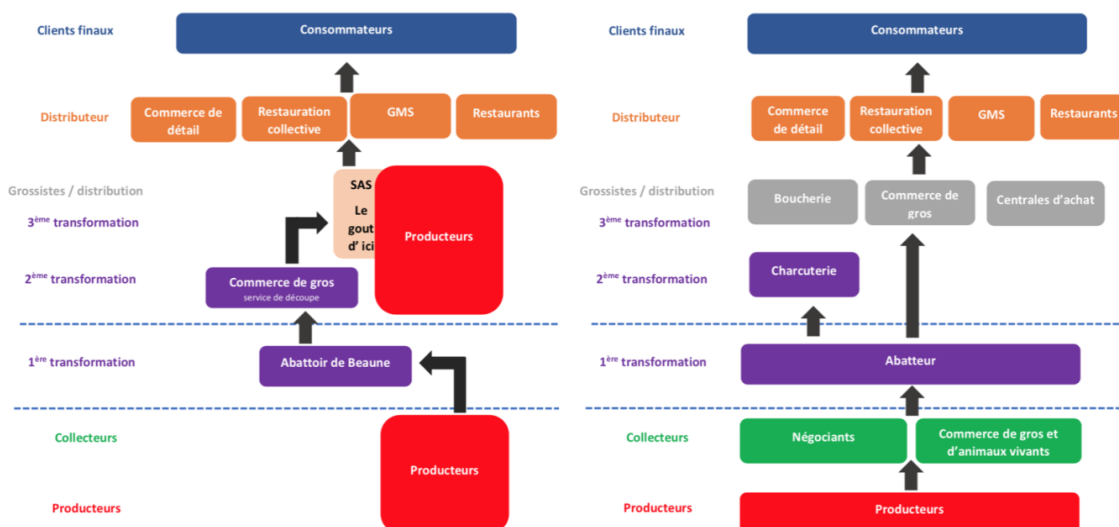 Clients finaux
Consommateurs
Distributeur
Commerce de
détail
Restauration
collective
GMS
Restaurants
Grossistes / distribution
3ème transformation
SAS
Le
gout
d' ici
Producteurs
2ème transformation
Commerce de gros
service de découpe
1ère transformation
Abattoir de Beaune
Collecteurs
Producteurs
Producteurs
Clients finaux
Consommateurs
Distributeur
Commerce
de détail
Restauration
collective
GMS
Restaurants
Grossistes / distribution
3ème transformation
Boucherie
Commerce de
gros
Centrales d'achat
2ème transformation
Charcuterie
1ère transformation
Abatteur
Collecteurs
Négociants
Commerce de gros et
d'animaux vivants
Producteurs
Producteurs